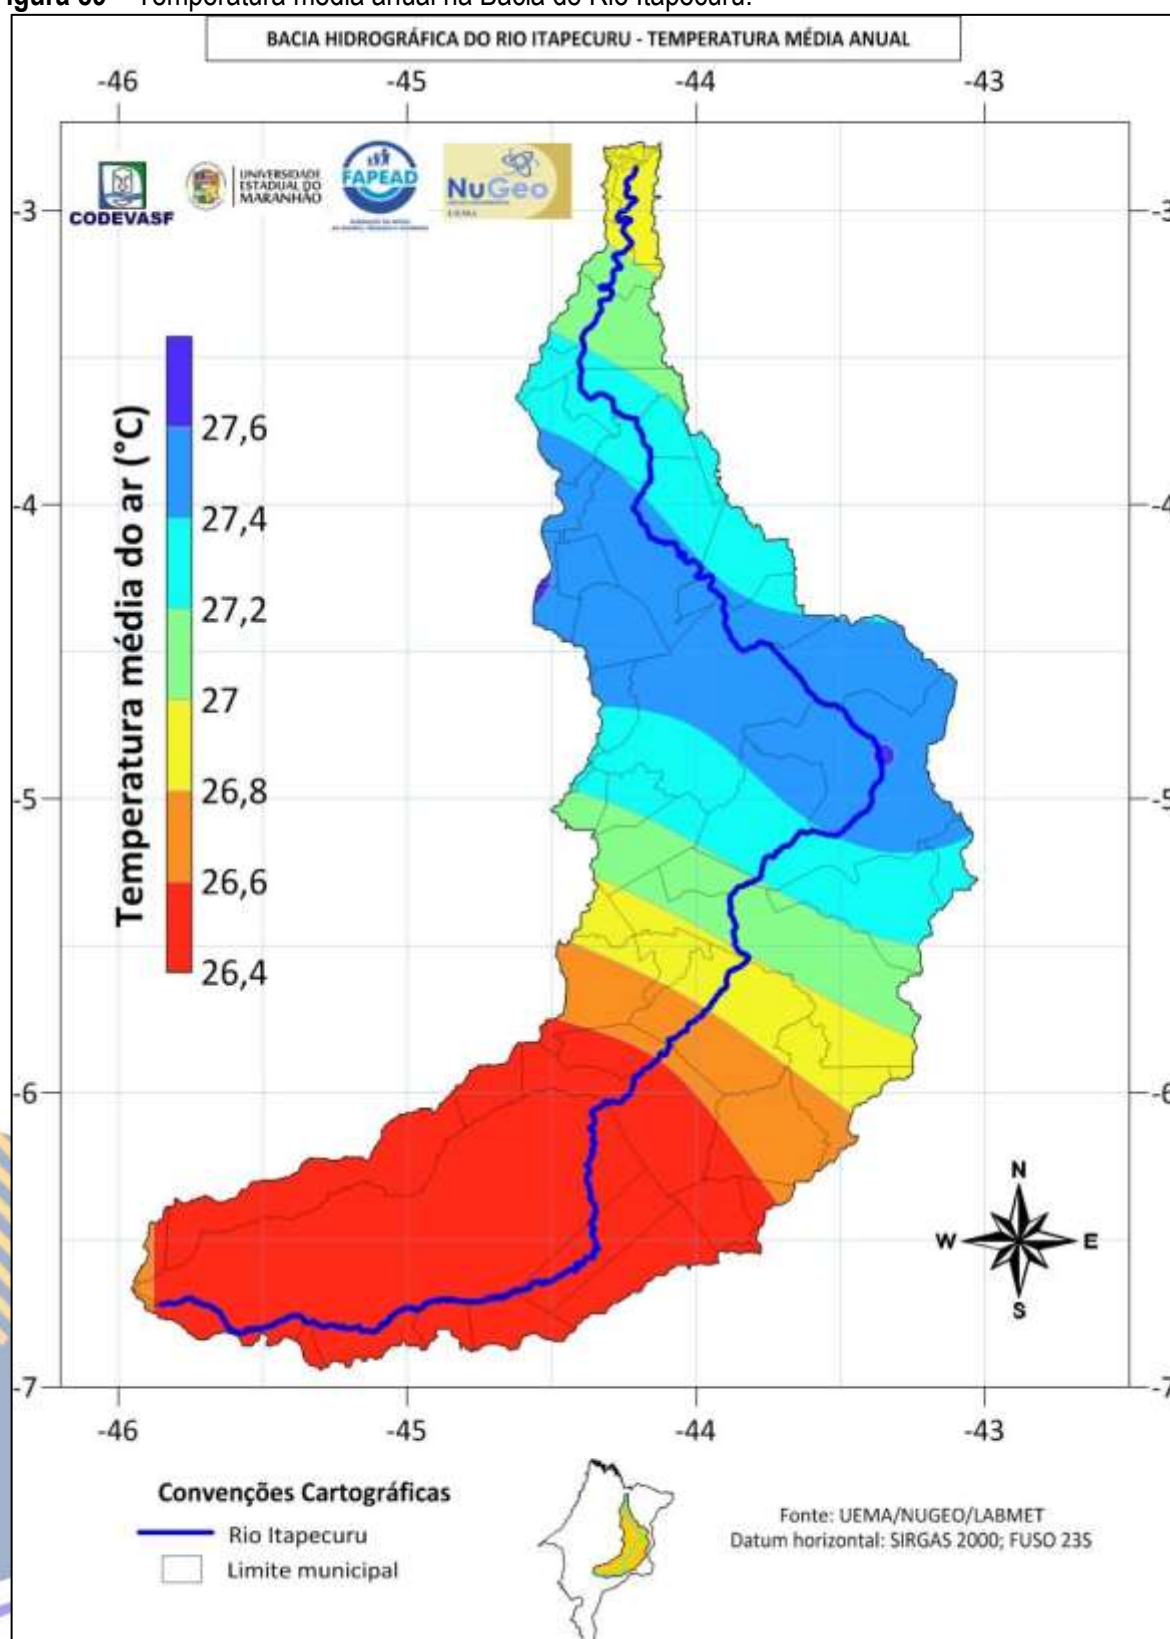 igura 39 – Temperatura média anual na Bacia do Rio Itapecuru.
BACIA HIDROGRÁFICA DO RIO ITAPECURU - TEMPERATURA MÉDIA ANUAL
-46 -45 -44 -43
CODEVASF
UNIVERSIDADE
ESTADUAL DO
MARANHÃO
FAPEAD
NuGeo
UEMA
-3 -3
-4 -4
-5 -5
-6 -6
-7 -7
Temperatura média do ar (°C)
27,6
27,4
27,2
27
26,8
26,6
26,4
N
W E
S
-46 -45 -44 -43
Convenções Cartográficas
Rio Itapecuru
Limite municipal
Fonte: UEMA/NUGEO/LABMET
Datum horizontal: SIRGAS 2000; FUSO 23S